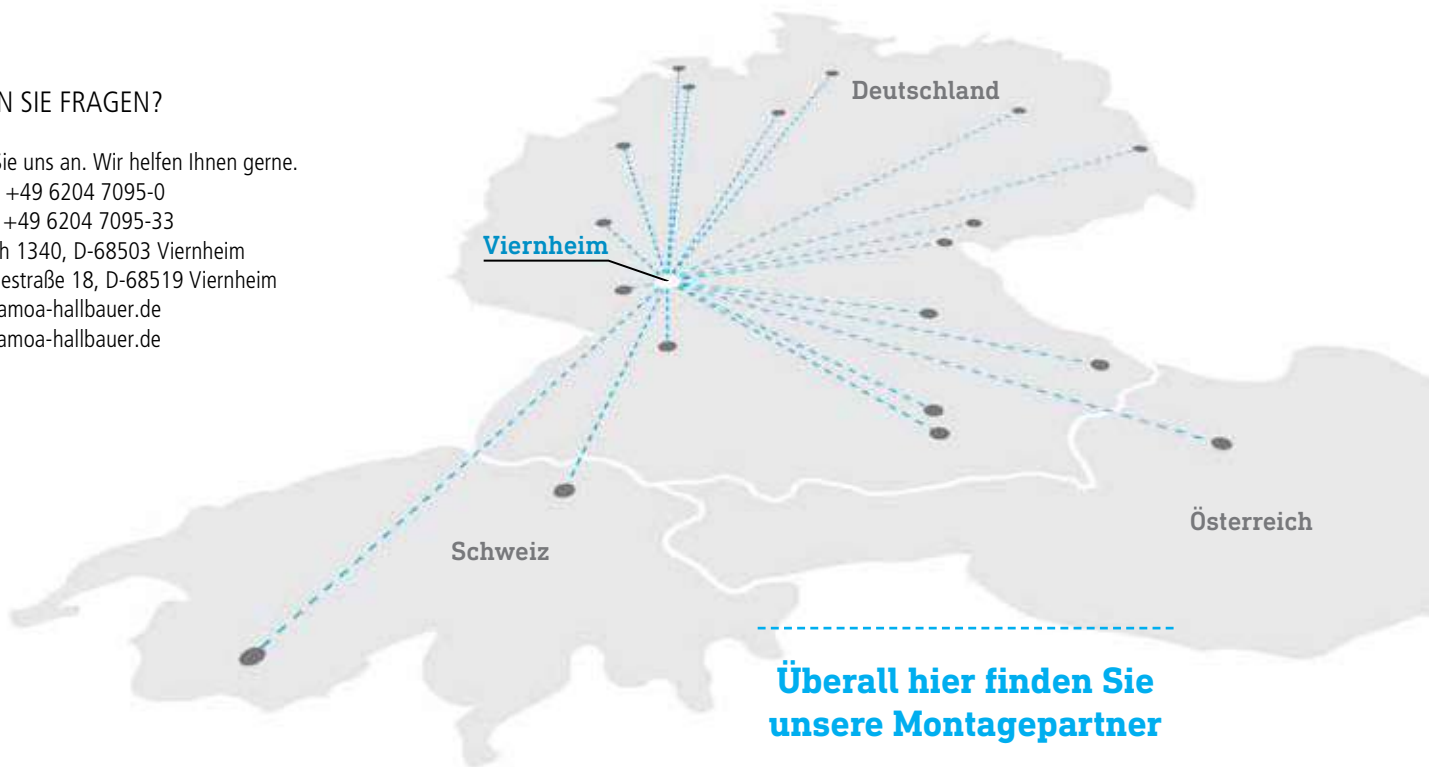 N SIE FRAGEN?
Sie uns an. Wir helfen Ihnen gerne.
+49 6204 7095-0
+49 6204 7095-33
h 1340, D-68503 Viernheim
estraße 18, D-68519 Viernheim
amoa-hallbauer.de
amoa-hallbauer.de
Deutschland
Viernheim
Österreich
Schweiz
Überall hier finden Sie
unsere Montagepartner